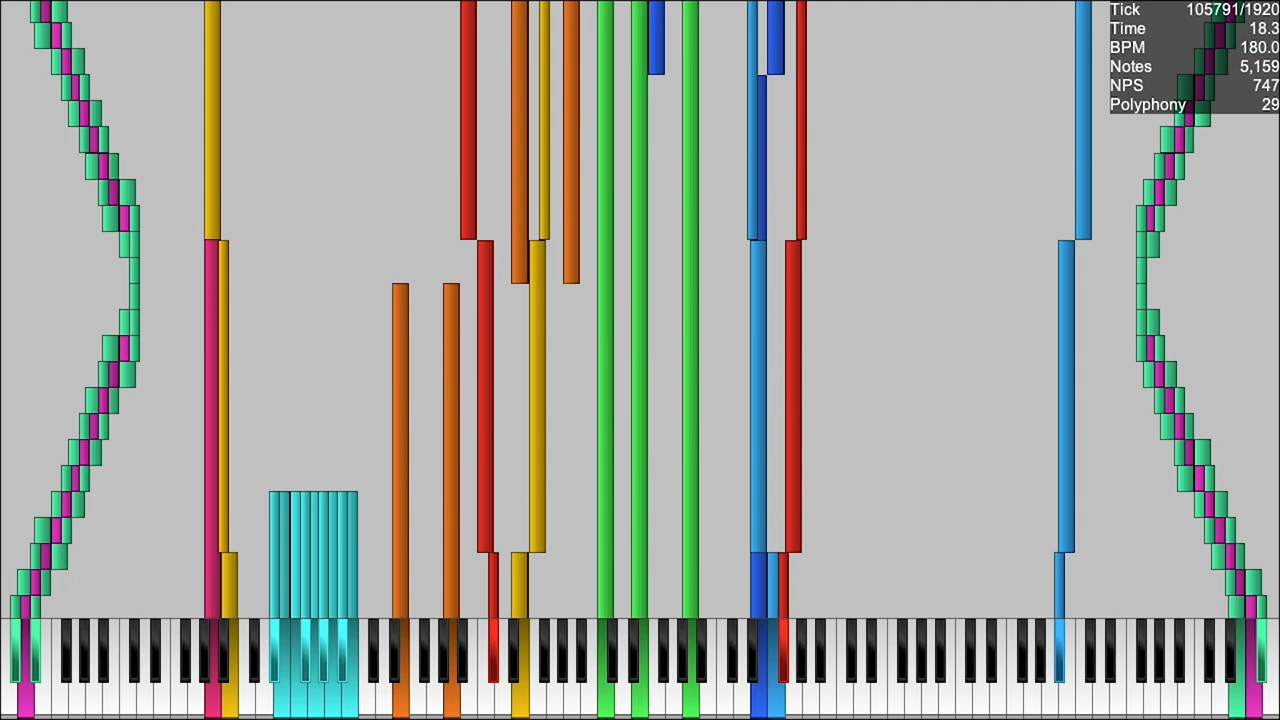 Tick 105791/1920
Time 18.3
BPM 180.0
Notes 5,159
NPS 747
Polyphony 29